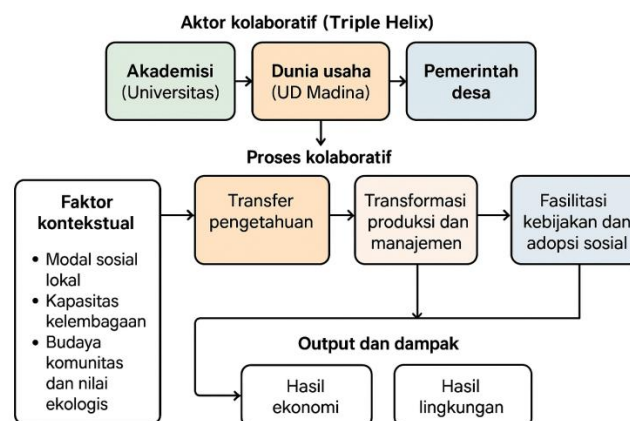 Aktor kolaboratif (Triple Helix)
Akademisi
(Universitas)
Dunia usaha
(UD Madina)
Pemerintah
desa
Proses kolaboratif
Faktor
kontekstual
• Modal sosial
lokal
• Kapasitas
kelembagaan
• Budaya
komunitas
dan nilai
ekologis
Transfer
pengetahuan
Transformasi
produksi dan
manajemen
Fasilitasi
kebijakan dan
adopsi sosial
Output dan dampak
Hasil
ekonomi
Hasil
lingkungan